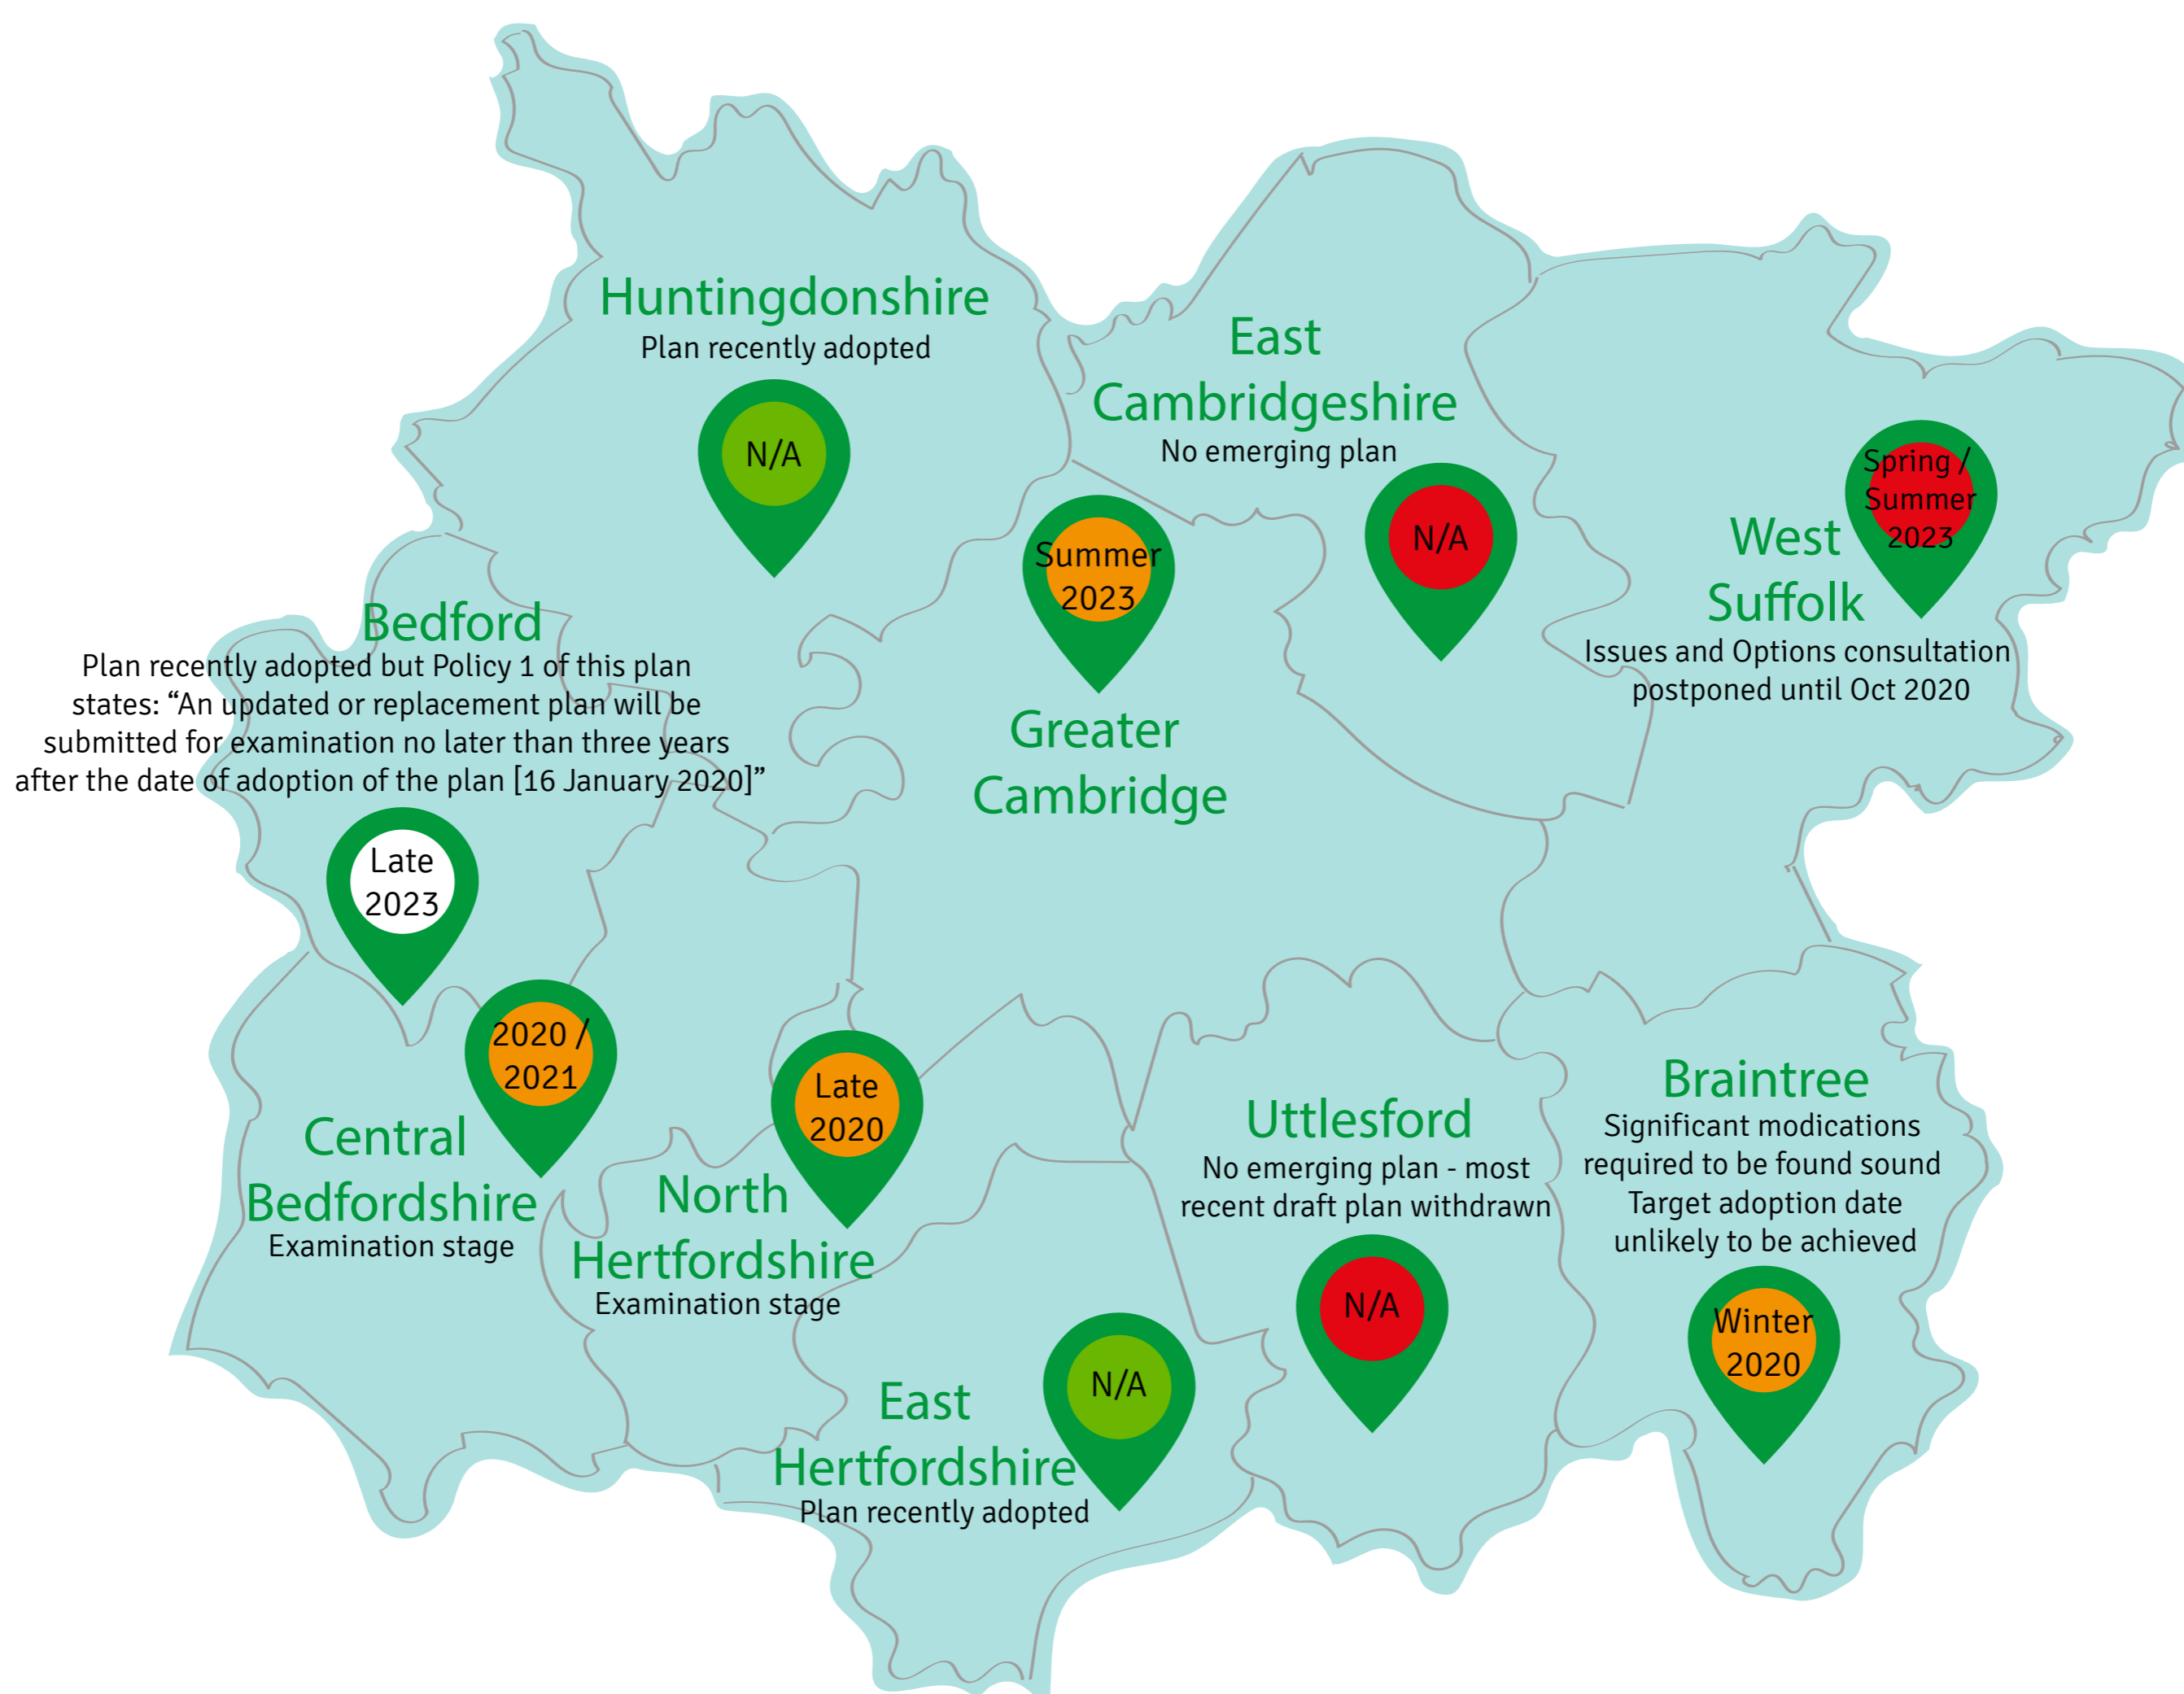 Huntingdonshire
Plan recently adopted
N/A
East
Cambridgeshire
No emerging plan
N/A
Spring /
Summer
2023
West
Suffolk
Issues and Options consultation
postponed until Oct 2020
Summer
2023
Greater
Cambridge
Bedford
Plan recently adopted but Policy 1 of this plan
states: “An updated or replacement plan will be
submitted for examination no later than three years
after the date of adoption of the plan [16 January 2020]”
Late
2023
2020 /
2021
Central
Bedfordshire
Examination stage
Late
2020
North
Hertfordshire
Examination stage
Uttlesford
No emerging plan - most
recent draft plan withdrawn
N/A
Braintree
Significant modications
required to be found sound
Target adoption date
unlikely to be achieved
Winter
2020
East
Hertfordshire
Plan recently adopted
N/A